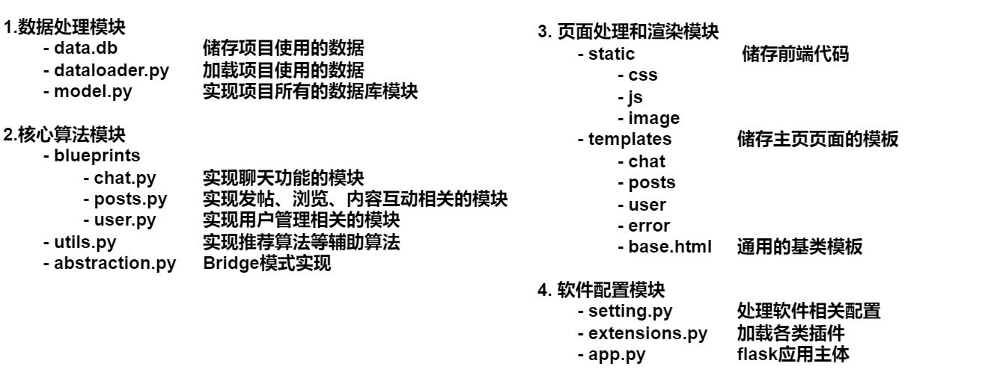 1.数据处理模块
- data.db 储存项目使用的数据
- dataloader.py 加载项目使用的数据
- model.py 实现项目所有的数据库模块
2.核心算法模块
- blueprints
- chat.py 实现聊天功能的模块
- posts.py 实现发帖、浏览、内容互动相关的模块
- user.py 实现用户管理相关的模块
- utils.py 实现推荐算法等辅助算法
- abstraction.py Bridge模式实现
3. 页面处理和渲染模块
- static 储存前端代码
- css
- js
- image
- templates 储存主页页面的模板
- chat
- posts
- user
- error
- base.html 通用的基类模板
4. 软件配置模块
- setting.py 处理软件相关配置
- extensions.py 加载各类插件
- app.py flask应用主体